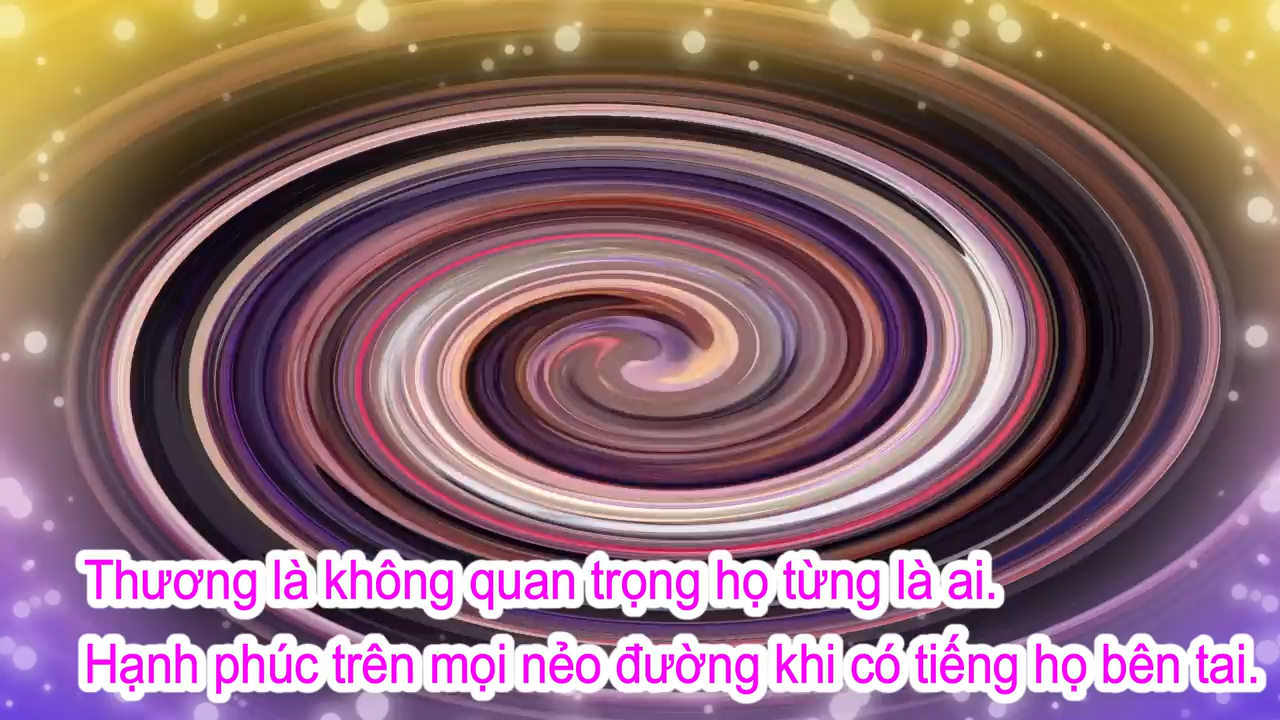 Thương là không quan trọng họ từng là ai.
Hạnh phúc trên mọi nẻo đường khi có tiếng họ bên tai.